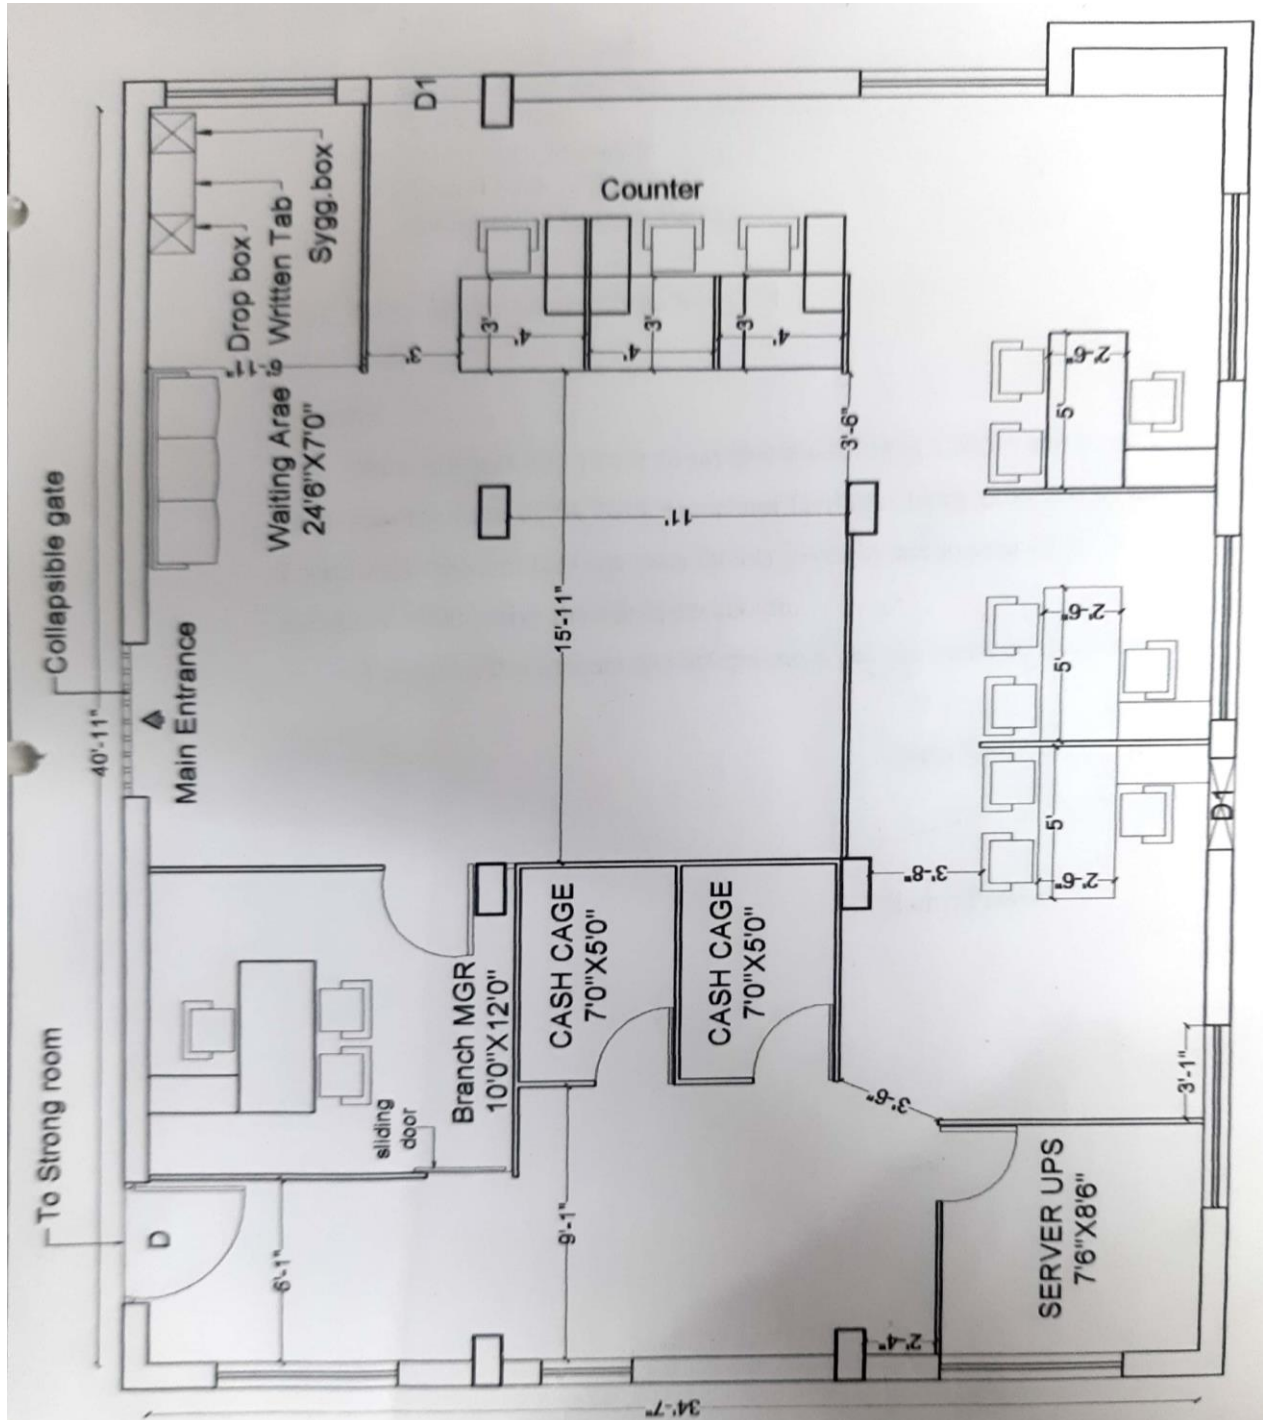 To Strong room
Collapsible gate
40'-11"
D
6'-1"
sliding
door
Branch MGR
10'0"X12'0"
Main Entrance
Waiting Arae
24'6"X7'0"
Drop box
Written Tab
Sygg.box
D1
Counter
3'
3'
3'
3'
4'
4'
4'
15'-11"
11'
3'-6"
CASH CAGE
7'0"X5'0"
CASH CAGE
7'0"X5'0"
9'-1"
3'-6"
3'-8"
2'-4"
SERVER UPS
7'6"X8'6"
3'-1"
5'
2'-6"
5'
2'-6"
5'
2'-6"
D1
34'-7"